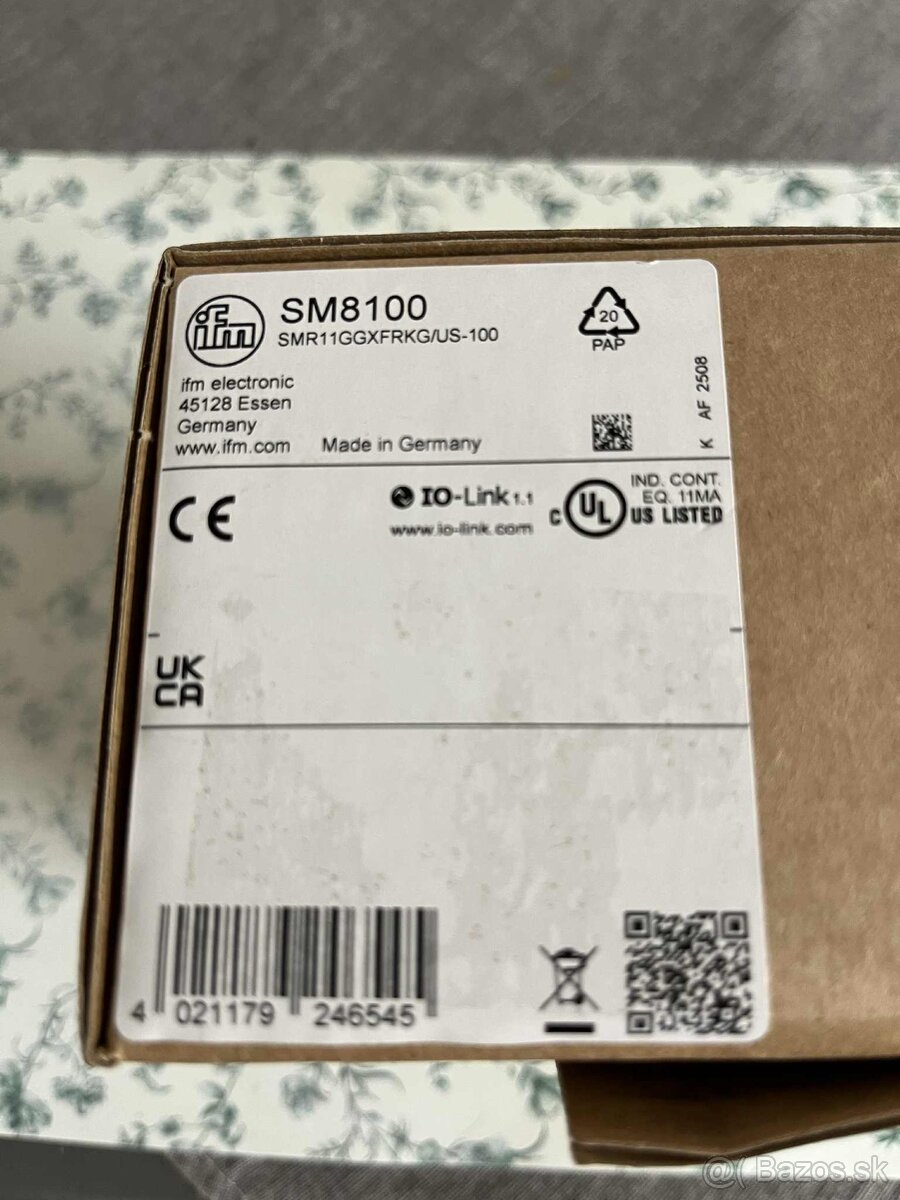 ifm
SM8100
SMR11GGXFRKG/US-100
20
PAP
ifm electronic
45128 Essen
Germany
www.ifm.com
Made in Germany
K AF 2508
CE
IO-Link 1.1
www.io-link.com
c UL US LISTED
IND. CONT.
EQ. 11MA
UK
CA
4 021179 246545
@( Bazos.sk